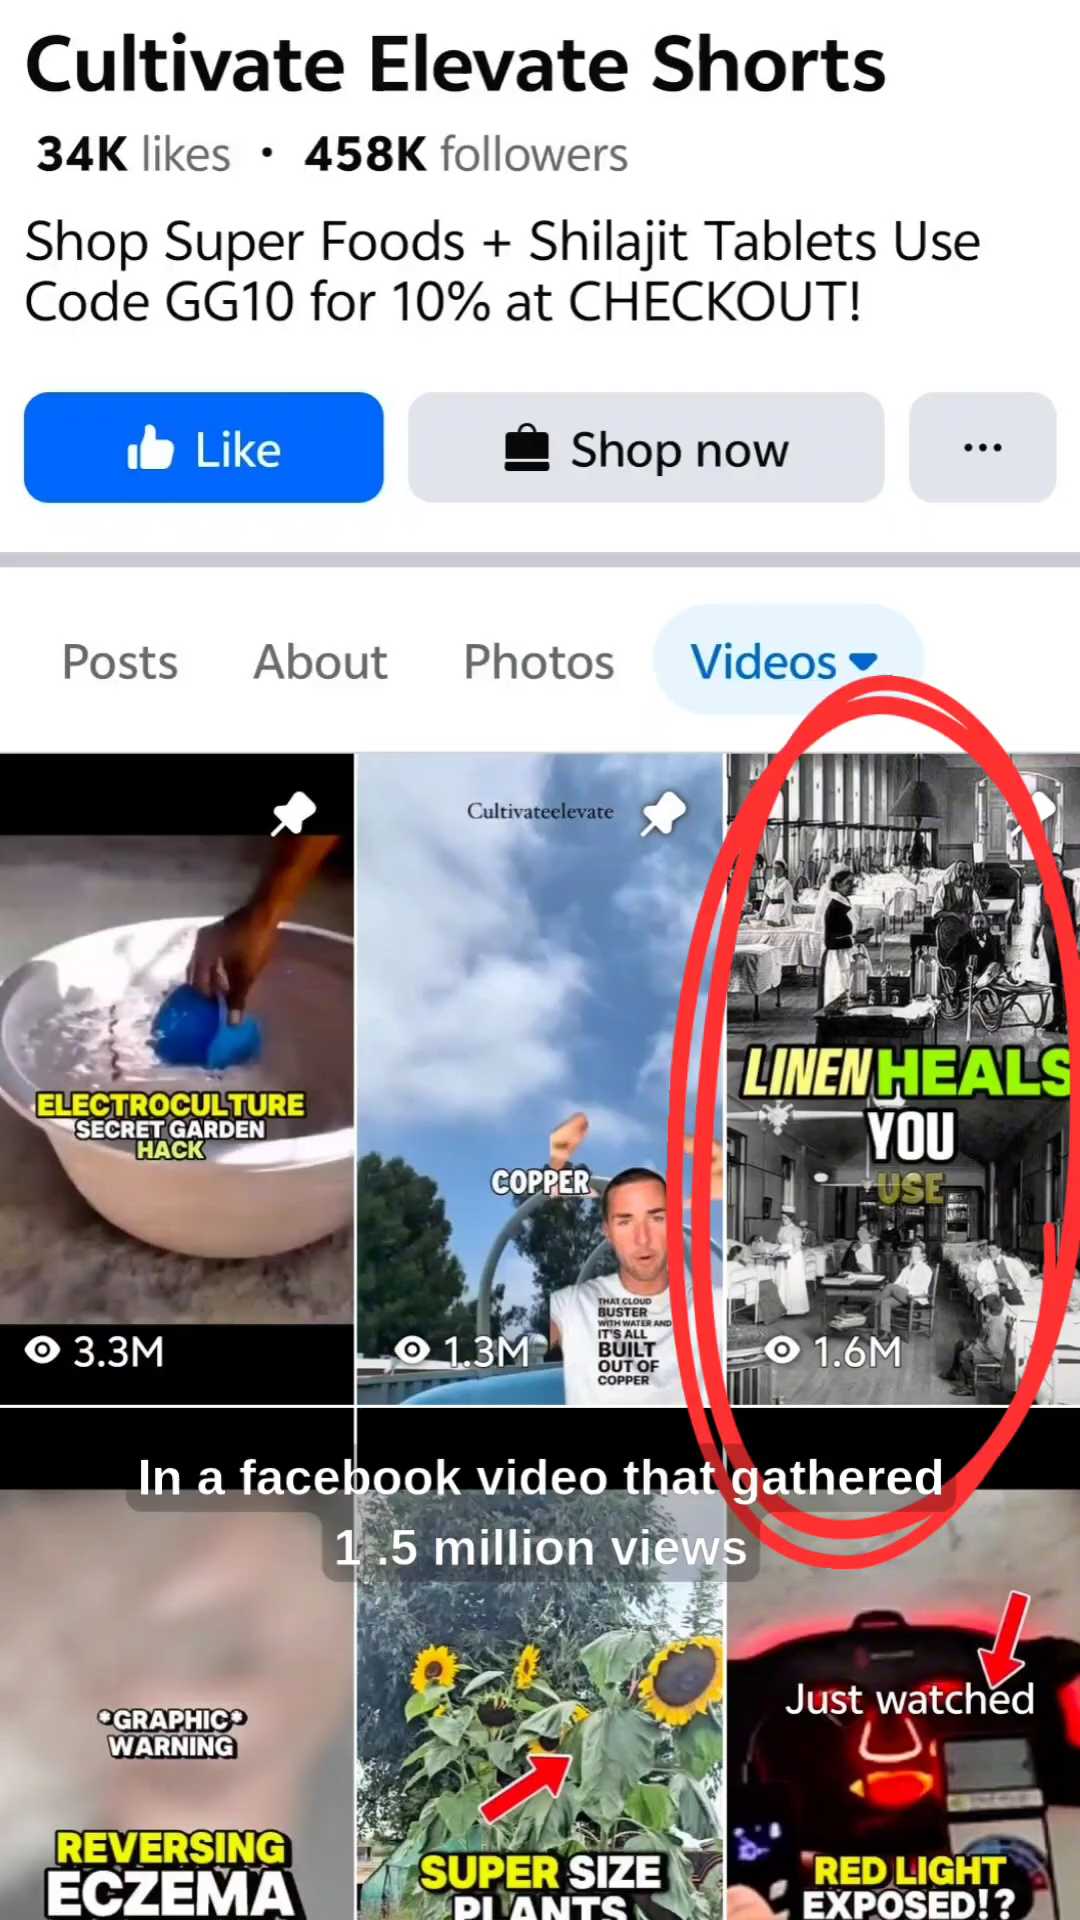 Cultivate Elevate Shorts
34K likes · 458K followers
Shop Super Foods + Shilajit Tablets Use
Code GG10 for 10% at CHECKOUT!
Like
Shop now
...
Posts
About
Photos
Videos
ELECTROCULTURE
SECRET GARDEN
HACK
3.3M
Cultivateelevate
COPPER
THAT CLOUD
BUSTER
WITH WATER AND
IT'S ALL
BUILT
OUT OF
COPPER
1.3M
LINEN HEALS
YOU
USE
1.6M
In a facebook video that gathered
1 .5 million views
*GRAPHIC*
WARNING
REVERSING
ECZEMA
SUPER SIZE
PLANTS
Just watched
RED LIGHT
EXPOSED!?